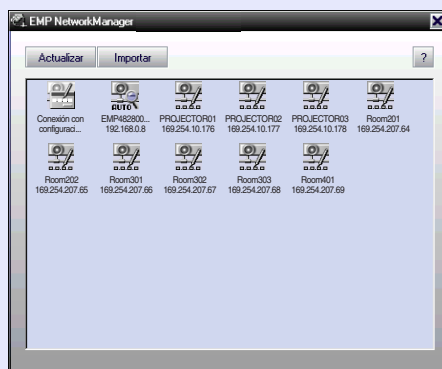 EMP NetworkManager
Actualizar Importar ?
Conexión con configuraci...
EMP482800... 192.168.0.8
PROJECTOR01 169.254.10.176
PROJECTOR02 169.254.10.177
PROJECTOR03 169.254.10.178
Room201 169.254.207.64
Room202 169.254.207.65
Room301 169.254.207.66
Room302 169.254.207.67
Room303 169.254.207.68
Room401 169.254.207.69
AUTO